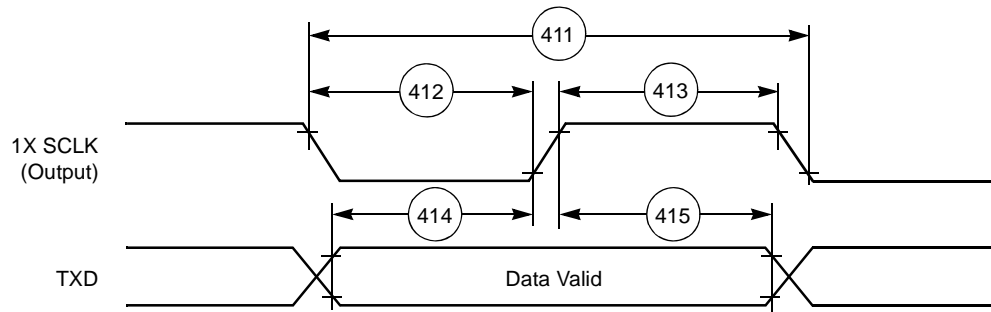 411
412
413
1X SCLK
(Output)
414
415
TXD
Data Valid